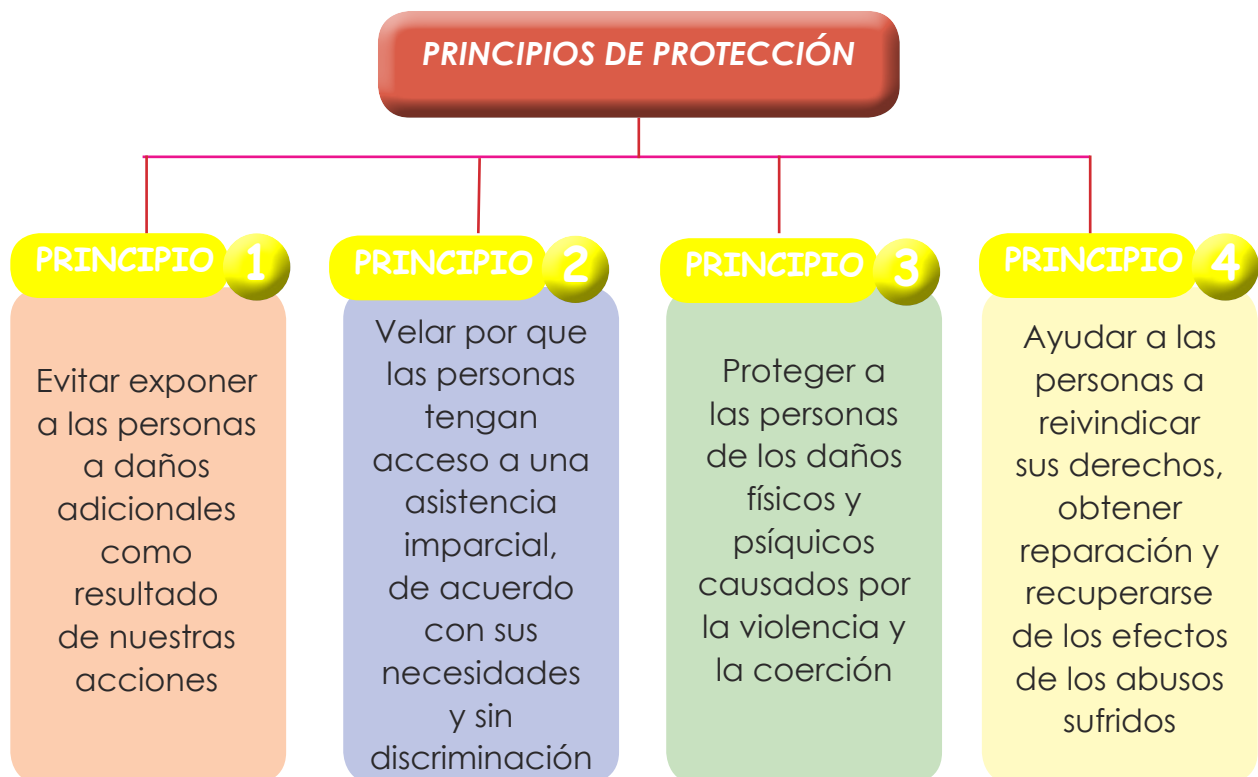 PRINCIPIOS DE PROTECCIÓN
PRINCIPIO 1
Evitar exponer
a las personas
a daños
adicionales
como
resultado
de nuestras
acciones
PRINCIPIO 2
Velar por que
las personas
tengan
acceso a una
asistencia
imparcial,
de acuerdo
con sus
necesidades
y sin
discriminación
PRINCIPIO 3
Proteger a
las personas
de los daños
físicos y
psíquicos
causados por
la violencia y
la coerción
PRINCIPIO 4
Ayudar a las
personas a
reivindicar
sus derechos,
obtener
reparación y
recuperarse
de los efectos
de los abusos
sufridos